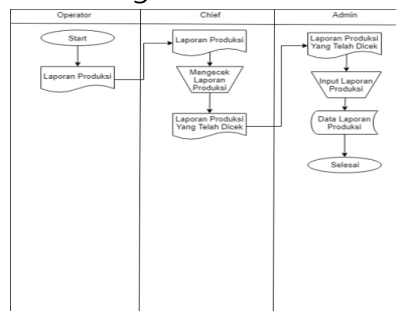 Operator
Chief
Admin
Start
Laporan Produksi
Laporan Produksi
Mengecek
Laporan
Produksi
Laporan Produksi
Yang Telah Dicek
Laporan Produksi
Yang Telah Dicek
Input Laporan
Produksi
Data Laporan
Produksi
Selesai